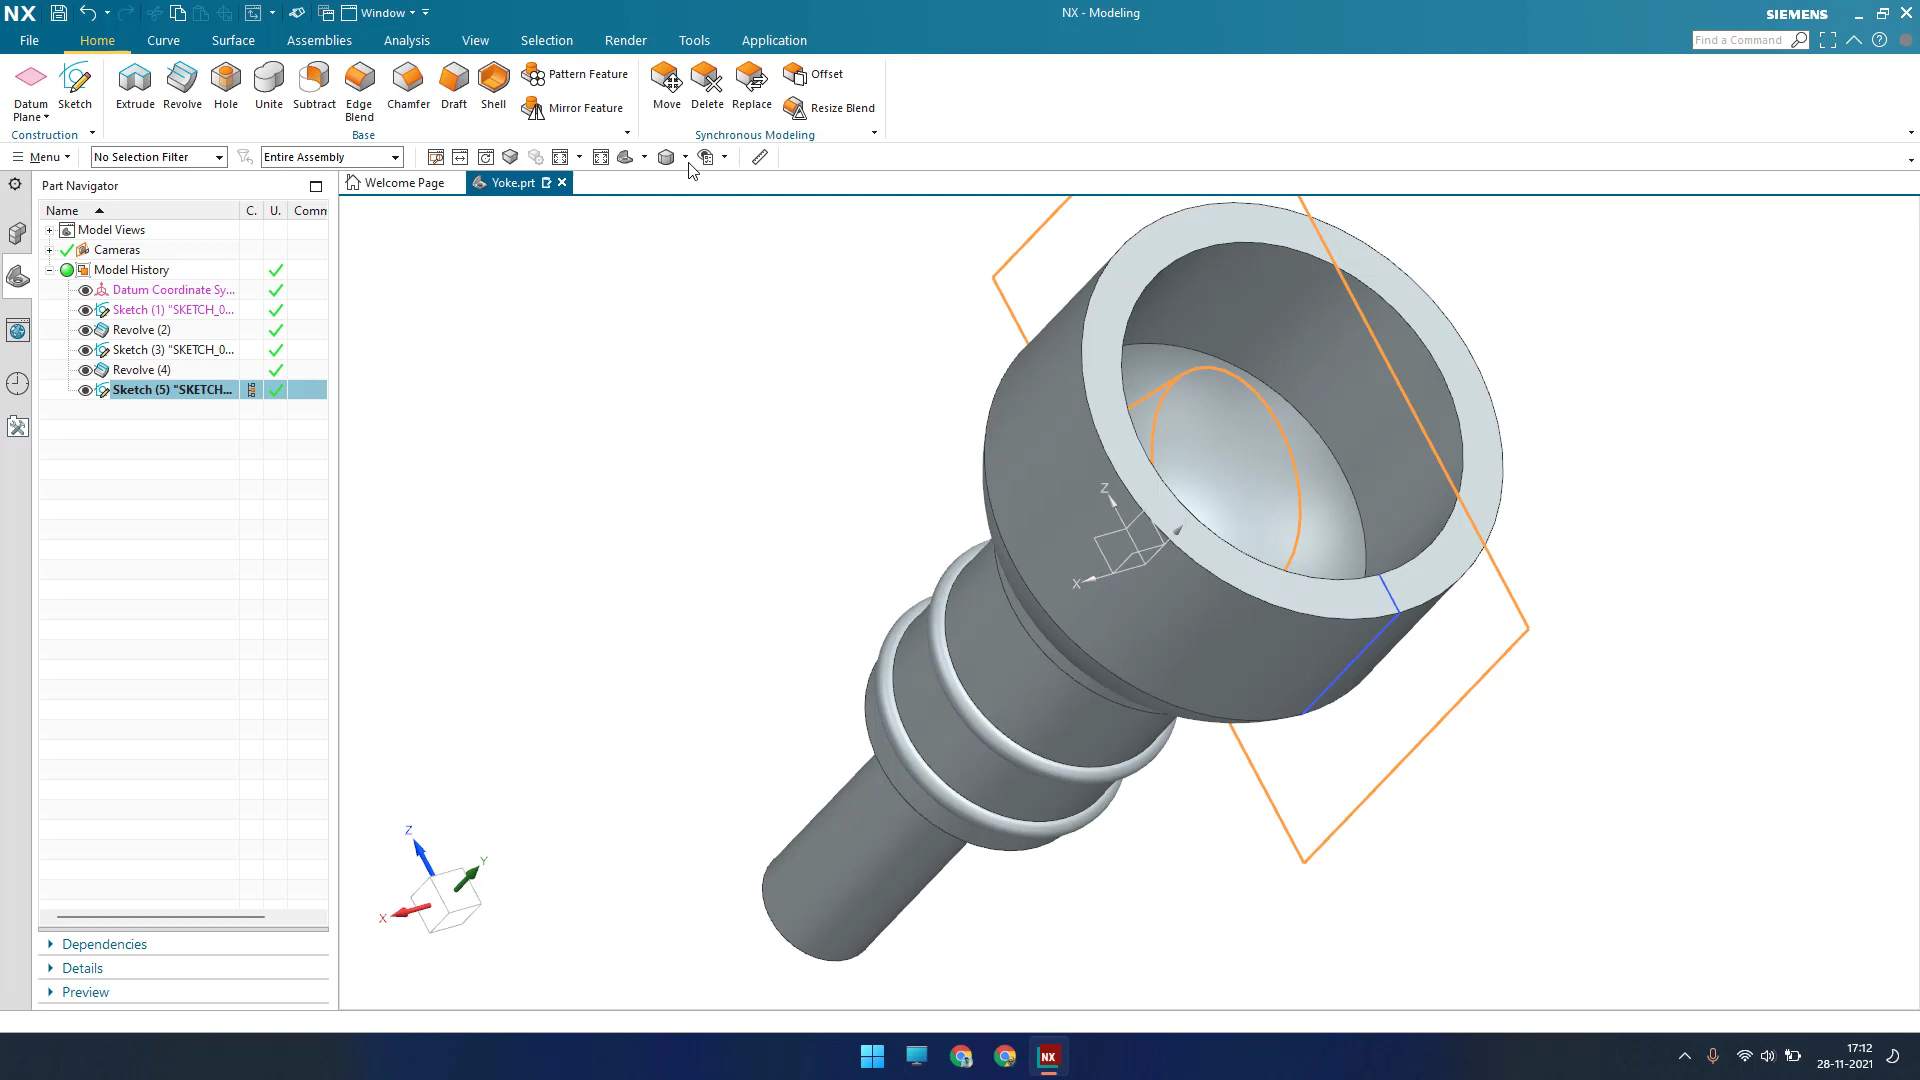 NX
Window
NX - Modeling
SIEMENS
File Home Curve Surface Assemblies Analysis View Selection Render Tools Application
Find a Command
Datum Plane
Sketch
Extrude
Revolve
Hole
Unite
Subtract
Edge Blend
Chamfer
Draft
Shell
Pattern Feature
Mirror Feature
Move
Delete
Replace
Offset
Resize Blend
Construction
Base
Synchronous Modeling
Menu
No Selection Filter
Entire Assembly
Part Navigator
Welcome Page
Yoke.prt
Name C. U. Comm
Model Views
Cameras
Model History
Datum Coordinate Sy...
Sketch (1) "SKETCH_0...
Revolve (2)
Sketch (3) "SKETCH_0...
Revolve (4)
Sketch (5) "SKETCH...
Z
X
Z
Y
X
Dependencies
Details
Preview
NX
17:12
28-11-2021